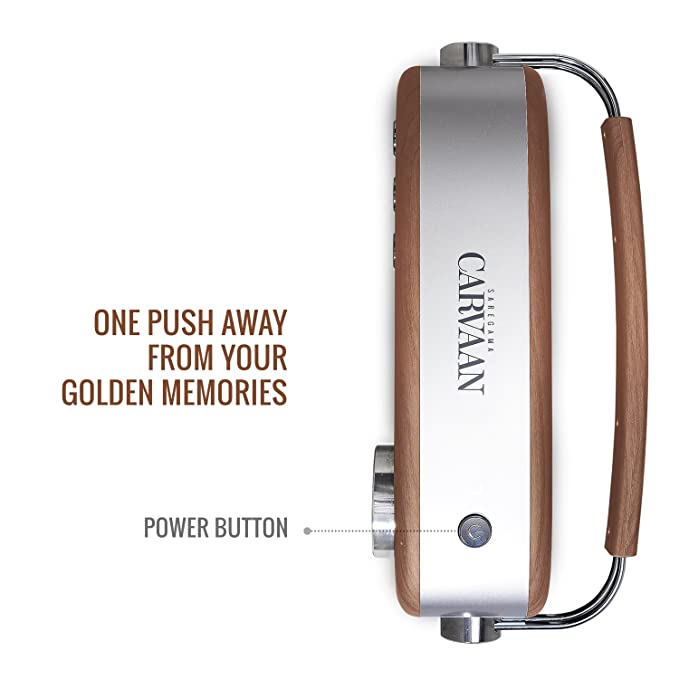 ONE PUSH AWAY
FROM YOUR
GOLDEN MEMORIES
SAREGAMA
CARVAAN
POWER BUTTON